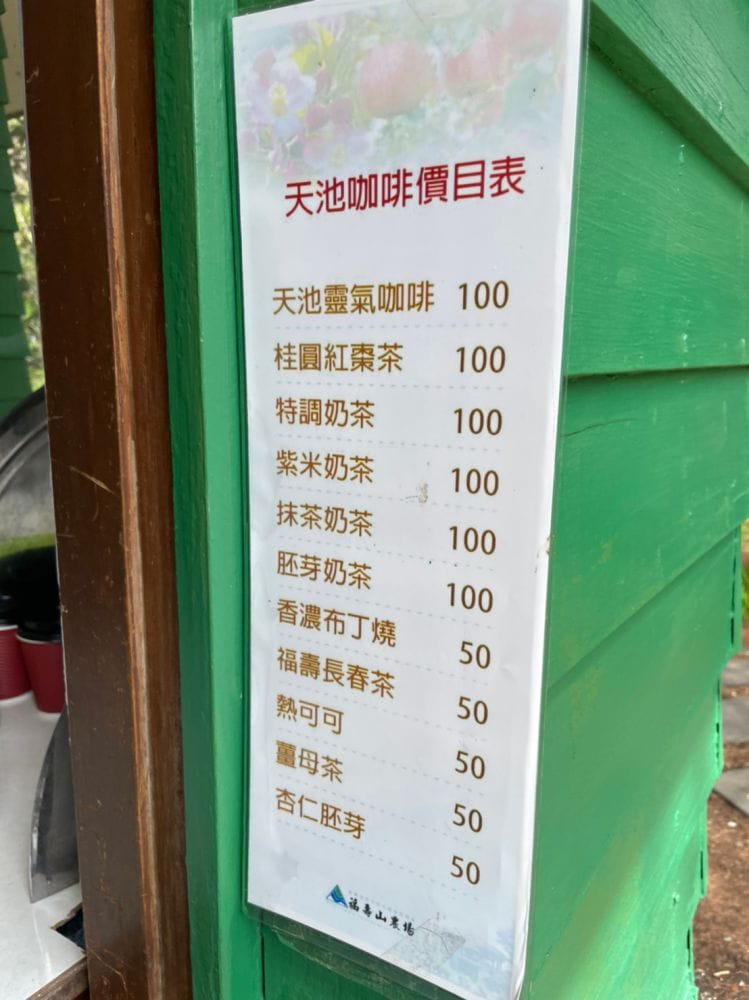 天池咖啡價目表
天池靈氣咖啡 100
桂圓紅棗茶 100
特調奶茶 100
紫米奶茶 100
抹茶奶茶 100
胚芽奶茶 100
香濃布丁燒 50
福壽長春茶 50
熱可可 50
薑母茶 50
杏仁胚芽 50
福壽山農場